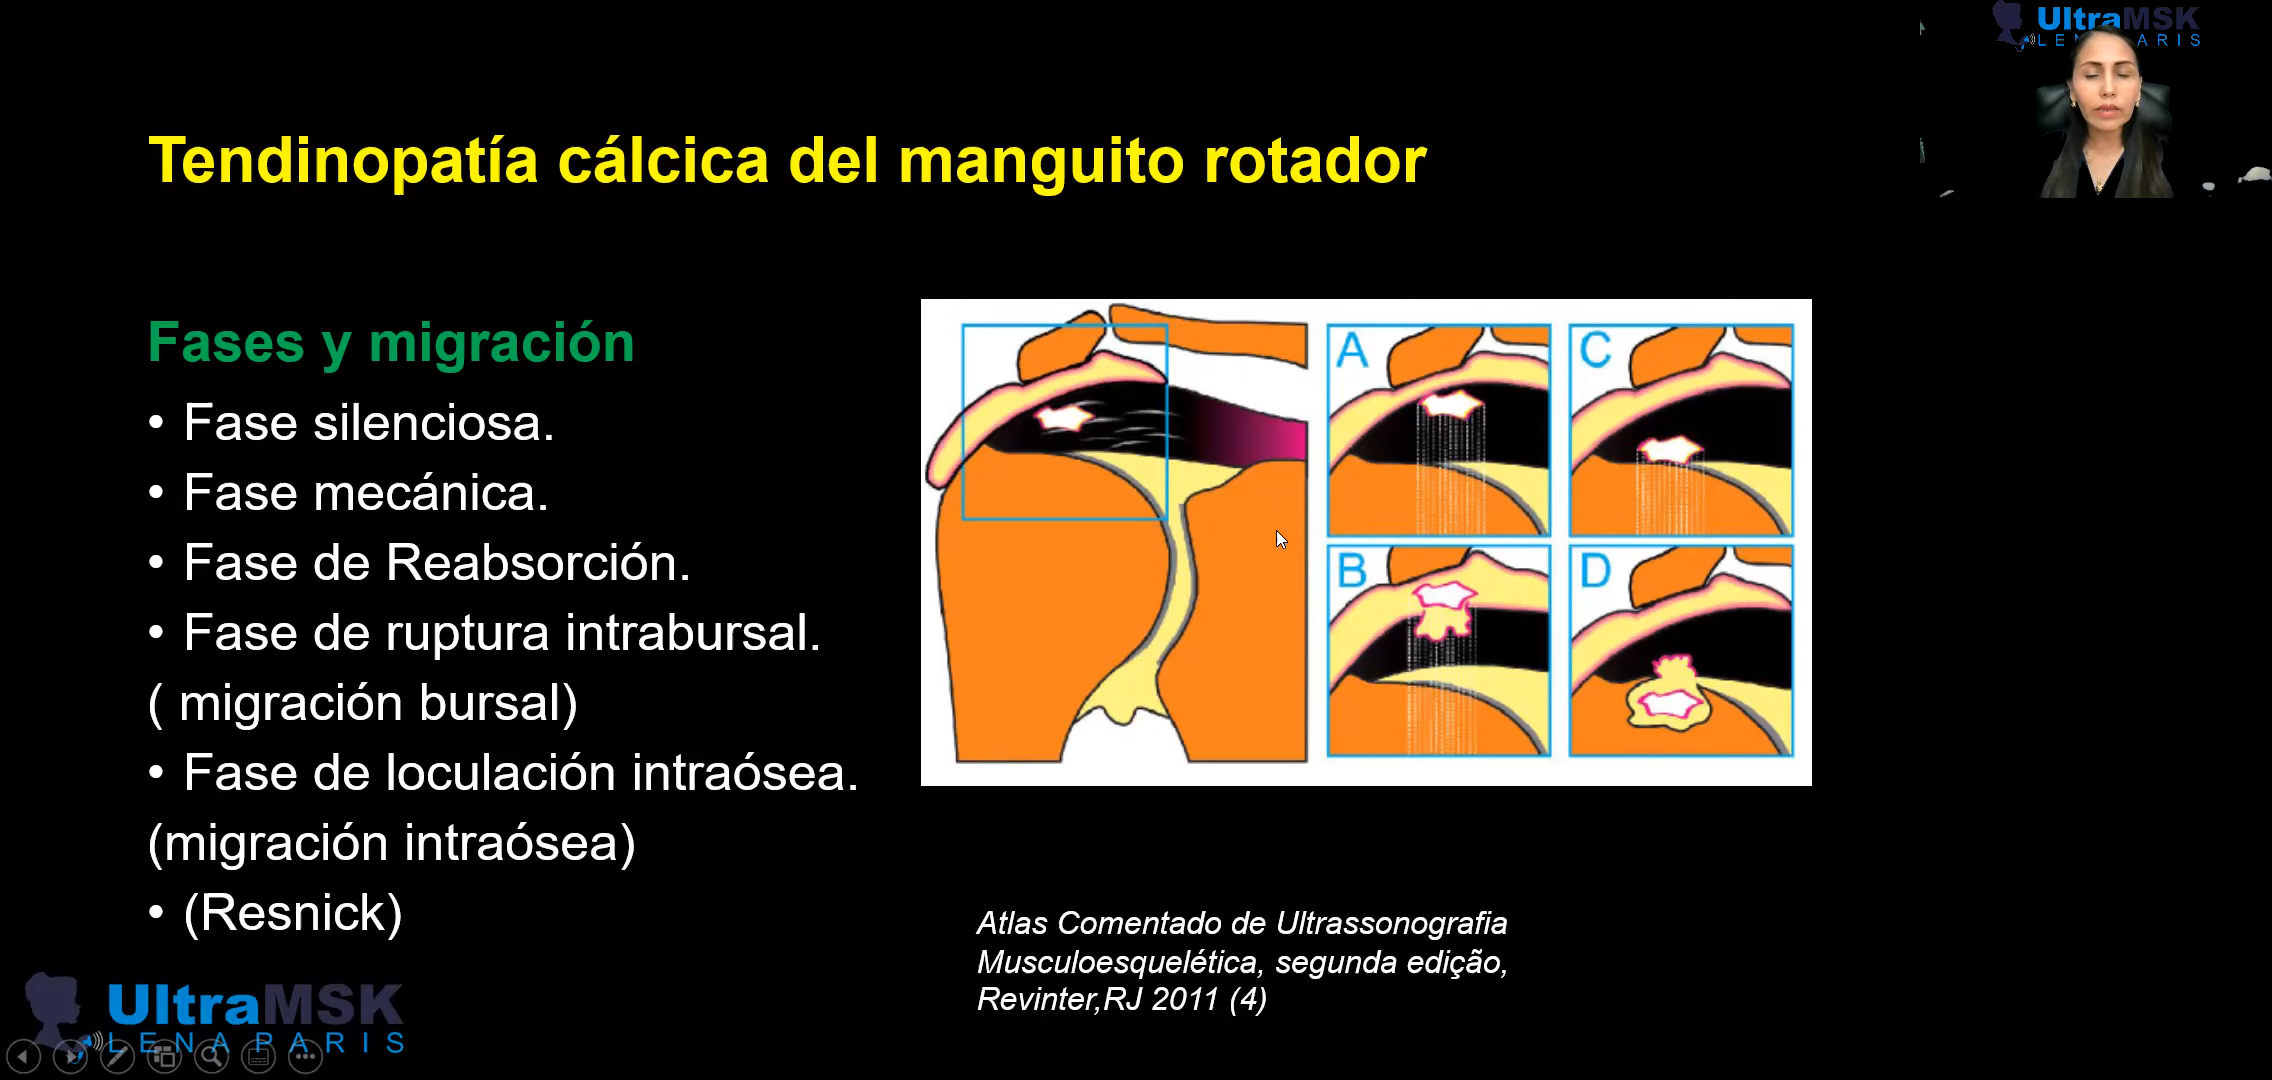 UltraMSK
LENA PARIS
Tendinopatía cálcica del manguito rotador
Fases y migración
• Fase silenciosa.
• Fase mecánica.
• Fase de Reabsorción.
• Fase de ruptura intrabursal.
( migración bursal)
• Fase de loculación intraósea.
(migración intraósea)
• (Resnick)
A
C
B
D
Atlas Comentado de Ultrassonografia
Musculoesquelética, segunda edição,
Revinter,RJ 2011 (4)
UltraMSK
LENA PARIS